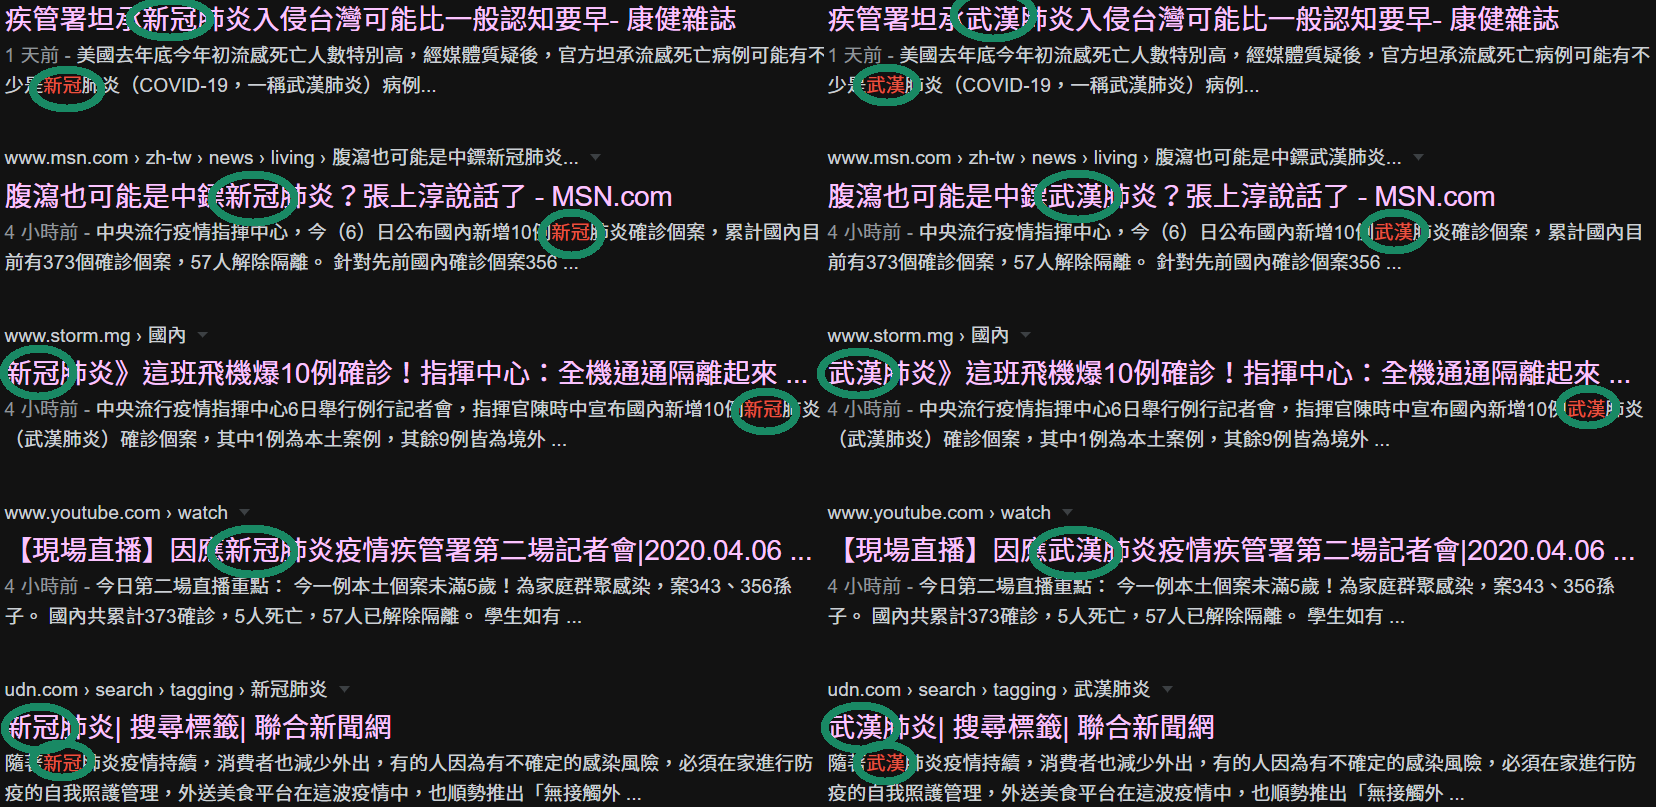 疾管署坦承新冠肺炎入侵台灣可能比一般認知要早- 康健雜誌
1 天前 - 美國去年底今年初流感死亡人數特別高，經媒體質疑後，官方坦承流感死亡病例可能有不
少是新冠肺炎（COVID-19，一稱武漢肺炎）病例...
www.msn.com › zh-tw › news › living › 腹瀉也可能是中鏢新冠肺炎...
腹瀉也可能是中鏢新冠肺炎？張上淳說話了 - MSN.com
4 小時前 - 中央流行疫情指揮中心，今（6）日公布國內新增10例新冠肺炎確診個案，累計國內目
前有373個確診個案，57人解除隔離。 針對先前國內確診個案356 ...
www.storm.mg › 國內
新冠肺炎》這班飛機爆10例確診！指揮中心：全機通通隔離起來 ...
4 小時前 - 中央流行疫情指揮中心6日舉行例行記者會，指揮官陳時中宣布國內新增10例新冠肺炎
（武漢肺炎）確診個案，其中1例為本土案例，其餘9例皆為境外 ...
www.youtube.com › watch
【現場直播】因應新冠肺炎疫情疾管署第二場記者會|2020.04.06 ...
4 小時前 - 今日第二場直播重點： 今一例本土個案未滿5歲！為家庭群聚感染，案343、356孫
子。 國內共累計373確診，5人死亡，57人已解除隔離。 學生如有 ...
udn.com › search › tagging › 新冠肺炎
新冠肺炎| 搜尋標籤| 聯合新聞網
隨著新冠肺炎疫情持續，消費者也減少外出，有的人因為有不確定的感染風險，必須在家進行防
疫的自我照護管理，外送美食平台在這波疫情中，也順勢推出「無接觸外 ...
疾管署坦承武漢肺炎入侵台灣可能比一般認知要早- 康健雜誌
1 天前 - 美國去年底今年初流感死亡人數特別高，經媒體質疑後，官方坦承流感死亡病例可能有不
少是武漢肺炎（COVID-19，一稱武漢肺炎）病例...
www.msn.com › zh-tw › news › living › 腹瀉也可能是中鏢武漢肺炎...
腹瀉也可能是中鏢武漢肺炎？張上淳說話了 - MSN.com
4 小時前 - 中央流行疫情指揮中心，今（6）日公布國內新增10例武漢肺炎確診個案，累計國內目
前有373個確診個案，57人解除隔離。 針對先前國內確診個案356 ...
www.storm.mg › 國內
武漢肺炎》這班飛機爆10例確診！指揮中心：全機通通隔離起來 ...
4 小時前 - 中央流行疫情指揮中心6日舉行例行記者會，指揮官陳時中宣布國內新增10例武漢肺炎
（武漢肺炎）確診個案，其中1例為本土案例，其餘9例皆為境外 ...
www.youtube.com › watch
【現場直播】因應武漢肺炎疫情疾管署第二場記者會|2020.04.06 ...
4 小時前 - 今日第二場直播重點： 今一例本土個案未滿5歲！為家庭群聚感染，案343、356孫
子。 國內共累計373確診，5人死亡，57人已解除隔離。 學生如有 ...
udn.com › search › tagging › 武漢肺炎
武漢肺炎| 搜尋標籤| 聯合新聞網
隨著武漢肺炎疫情持續，消費者也減少外出，有的人因為有不確定的感染風險，必須在家進行防
疫的自我照護管理，外送美食平台在這波疫情中，也順勢推出「無接觸外 ...